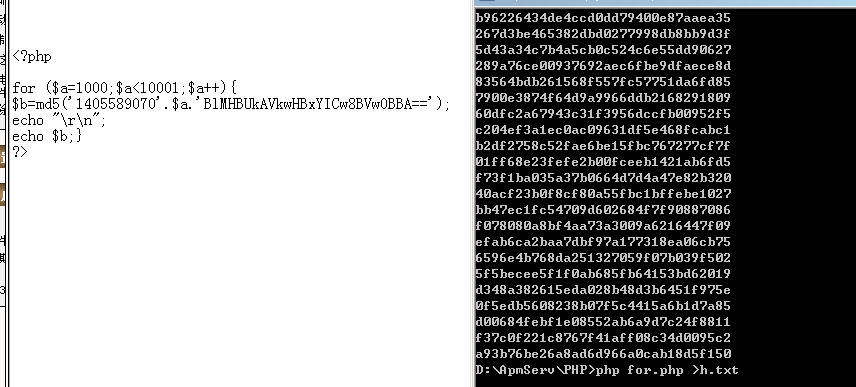 <?php
for ($a=1000;$a<10001;$a++){
$b=md5('1405589070'.$a.'BlMHBUkAVkwHBxYICw8BVwOBBA==');
echo "\r\n";
echo $b;}
?>
b96226434de4ccd0dd79400e87aaea35
267d3be465382dbd0277998db8bb9d3f
5d43a34c7b4a5cb0c524c6e55dd90627
289a76ce00937692aec6fbe9dfaece8d
83564bdb261568f557fc57751da6fd85
7900e3874f64d9a9966ddb2168291809
60dfc2a67943c31f3956dccfb00952f5
c204ef3a1ec0ac09631df5e468fcabc1
b2df2758c52fae6be15fbc767277cf7f
01ff68e23fefe2b00fceeb1421ab6fd5
f73f1ba035a37b0664d7d4a47e82b320
40acf23b0f8cf80a55fbc1bffebe1027
bb47ec1fc54709d602684f7f90887086
f078080a8bf4aa73a3009a6216447f09
efab6ca2baa7dbf97a177318ea06cb75
6596e4b768da251327059f07b039f502
5f5becee5f1f0ab685fb64153bd62019
d348a382615eda028b48d3b6451f975e
0f5edb5608238b07f5c4415a6b1d7a85
d00684febf1e08552ab6a9d7c24f8811
f37c0f221c8767f41aff08c34d0095c2
a93b76be26a8ad6d966a0cab18d5f150
D:\ApmServ\PHP>php for.php >h.txt